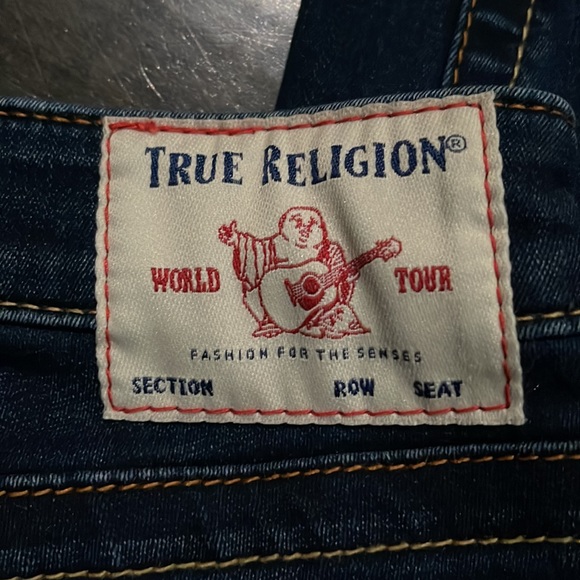 TRUE RELIGION®
WORLD TOUR
FASHION FOR THE SENSES
SECTION ROW SEAT